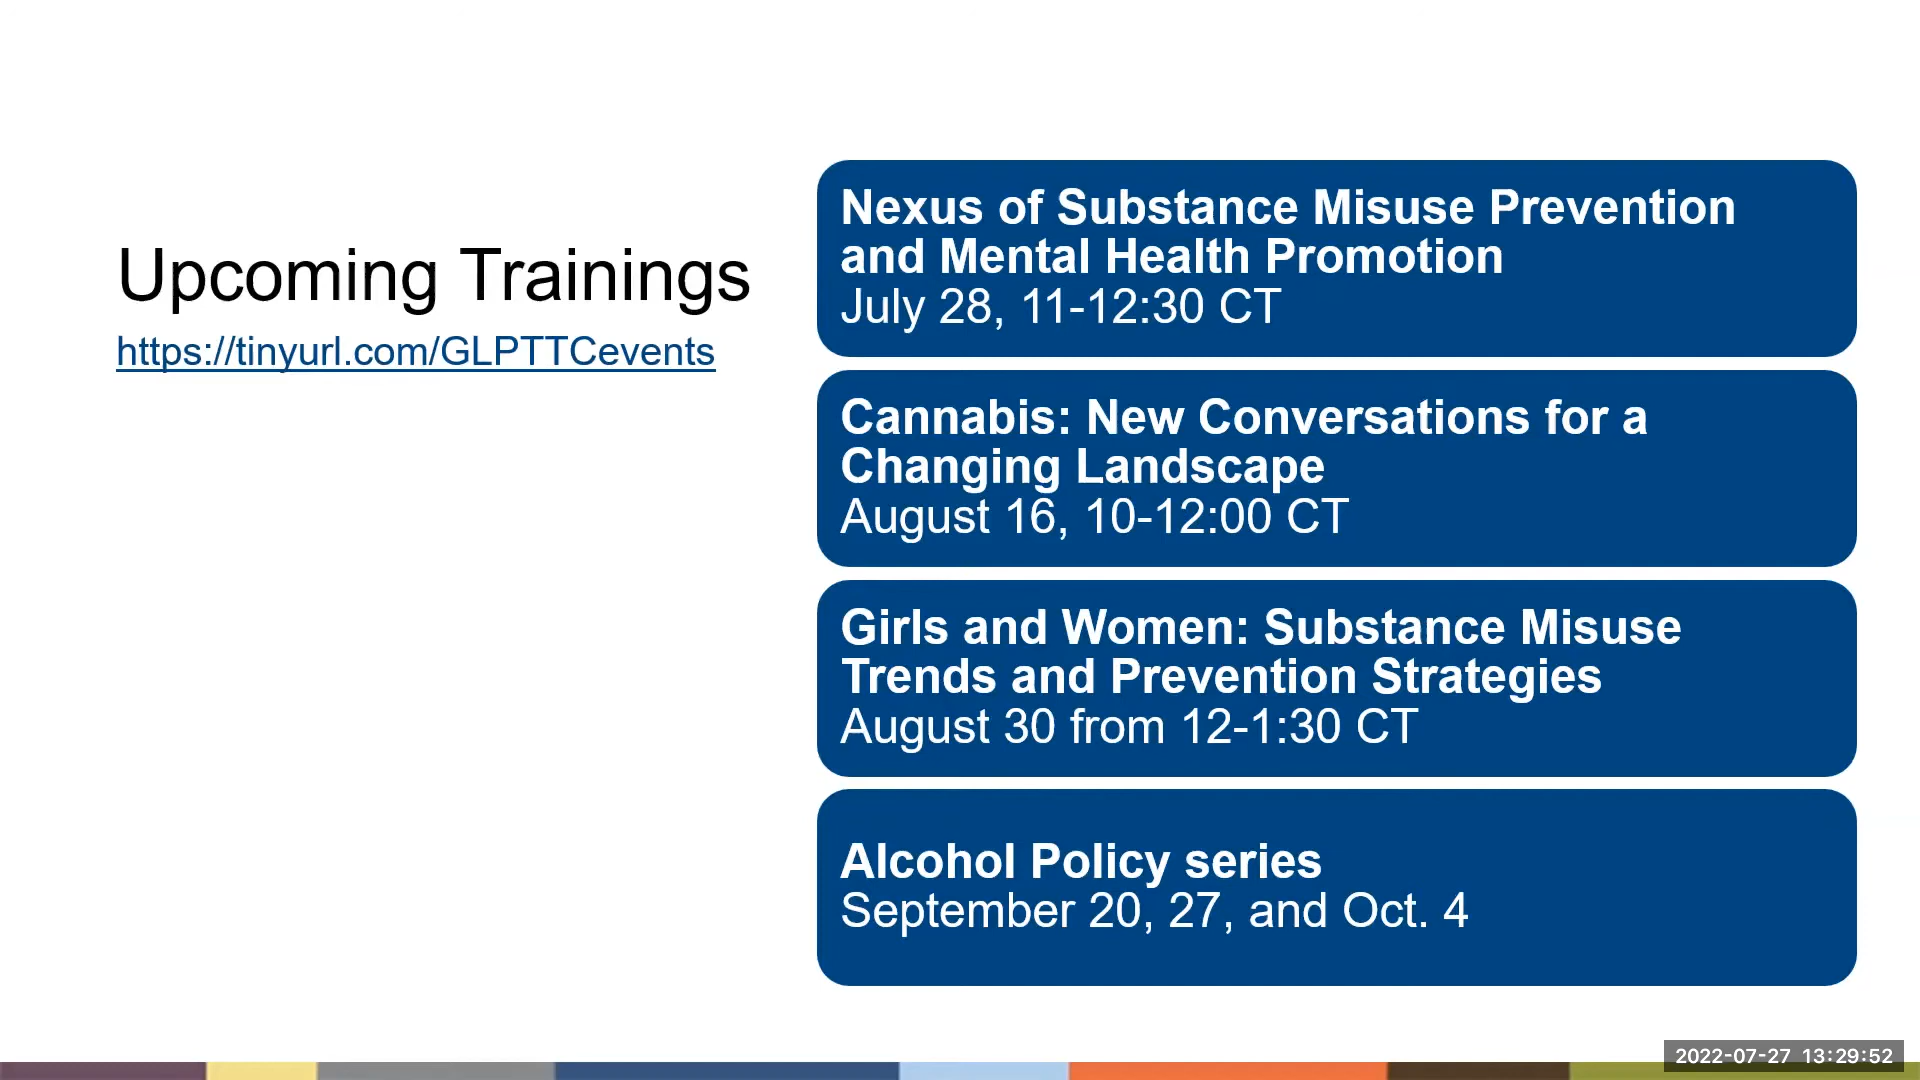 Upcoming Trainings
https://tinyurl.com/GLPTTCevents
Nexus of Substance Misuse Prevention
and Mental Health Promotion
July 28, 11-12:30 CT
Cannabis: New Conversations for a
Changing Landscape
August 16, 10-12:00 CT
Girls and Women: Substance Misuse
Trends and Prevention Strategies
August 30 from 12-1:30 CT
Alcohol Policy series
September 20, 27, and Oct. 4
2022-07-27 13:29:52